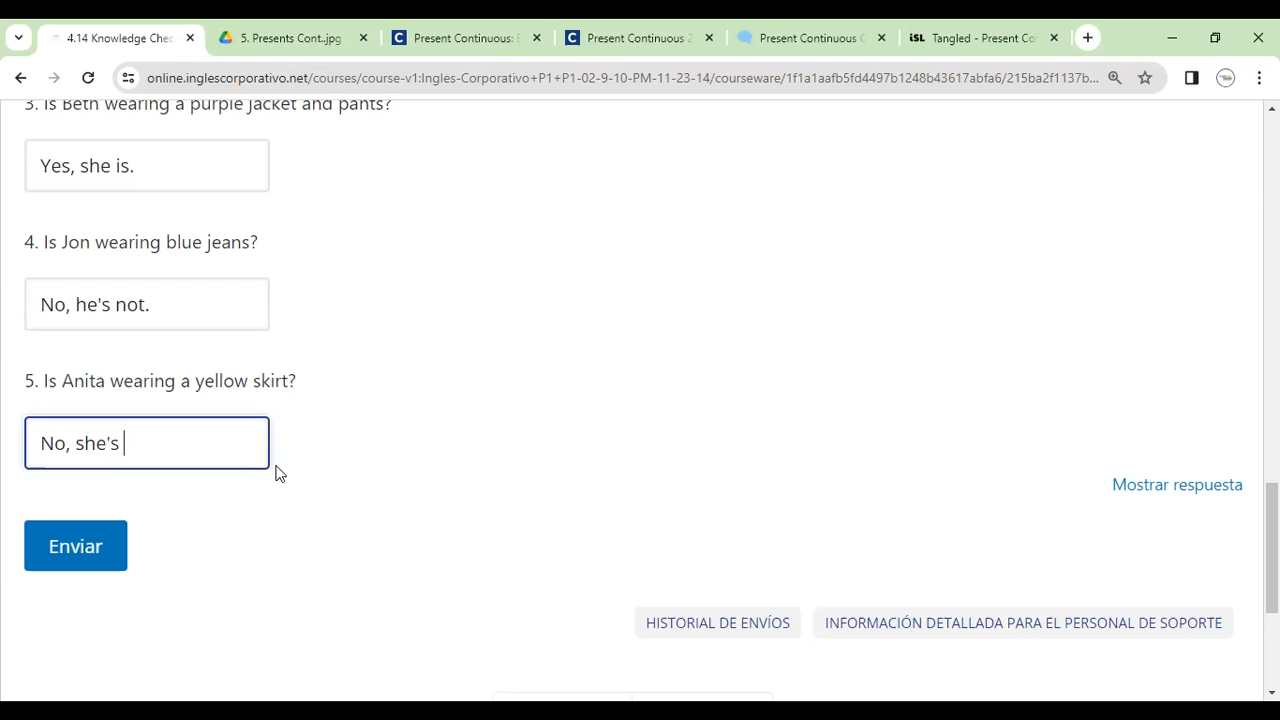 4.14 Knowledge Chec
5. Presents Cont.jpg
Present Continuous: E
Present Continuous 2
Present Continuous C
iSL Tangled - Present Co
online.inglescorporativo.net/courses/course-v1:Ingles-Corporativo+P1+P1-02-9-10-PM-11-23-14/courseware/1f1a1aafb5fd4497b1248b43617abfa6/215ba2f1137b...
3. Is Beth wearing a purple jacket and pants?
Yes, she is.
4. Is Jon wearing blue jeans?
No, he's not.
5. Is Anita wearing a yellow skirt?
No, she's
Mostrar respuesta
Enviar
HISTORIAL DE ENVÍOS
INFORMACIÓN DETALLADA PARA EL PERSONAL DE SOPORTE